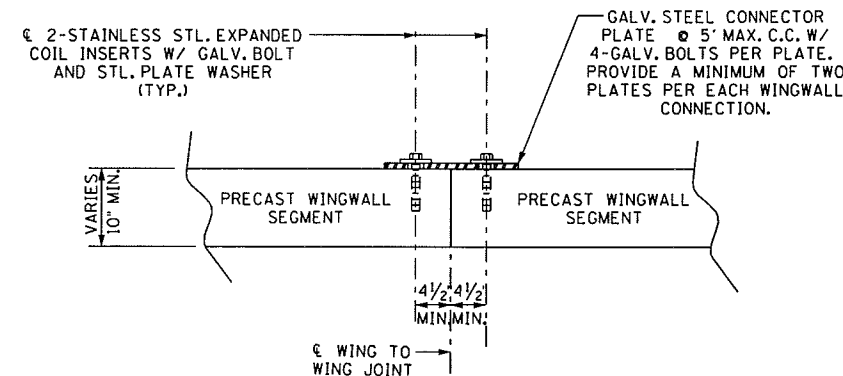 ℄ 2-STAINLESS STL. EXPANDED
COIL INSERTS W/ GALV. BOLT
AND STL. PLATE WASHER
(TYP.)
GALV. STEEL CONNECTOR
PLATE @ 5' MAX. C.C. W/
4-GALV. BOLTS PER PLATE.
PROVIDE A MINIMUM OF TWO
PLATES PER EACH WINGWALL
CONNECTION.
VARIES
10" MIN.
PRECAST WINGWALL
SEGMENT
PRECAST WINGWALL
SEGMENT
4½" 4½"
MIN. MIN.
℄ WING TO
WING JOINT